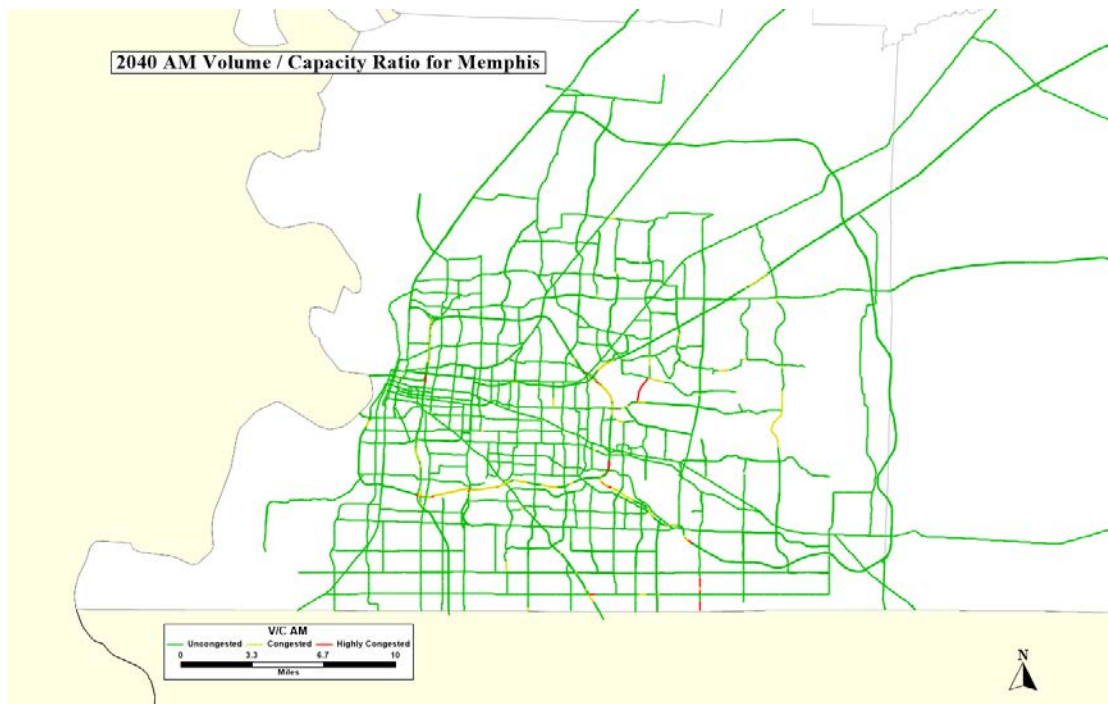 2040 AM Volume / Capacity Ratio for Memphis
V/C AM
Uncongested Congested Highly Congested
0 3.3 6.7 10
Miles
N